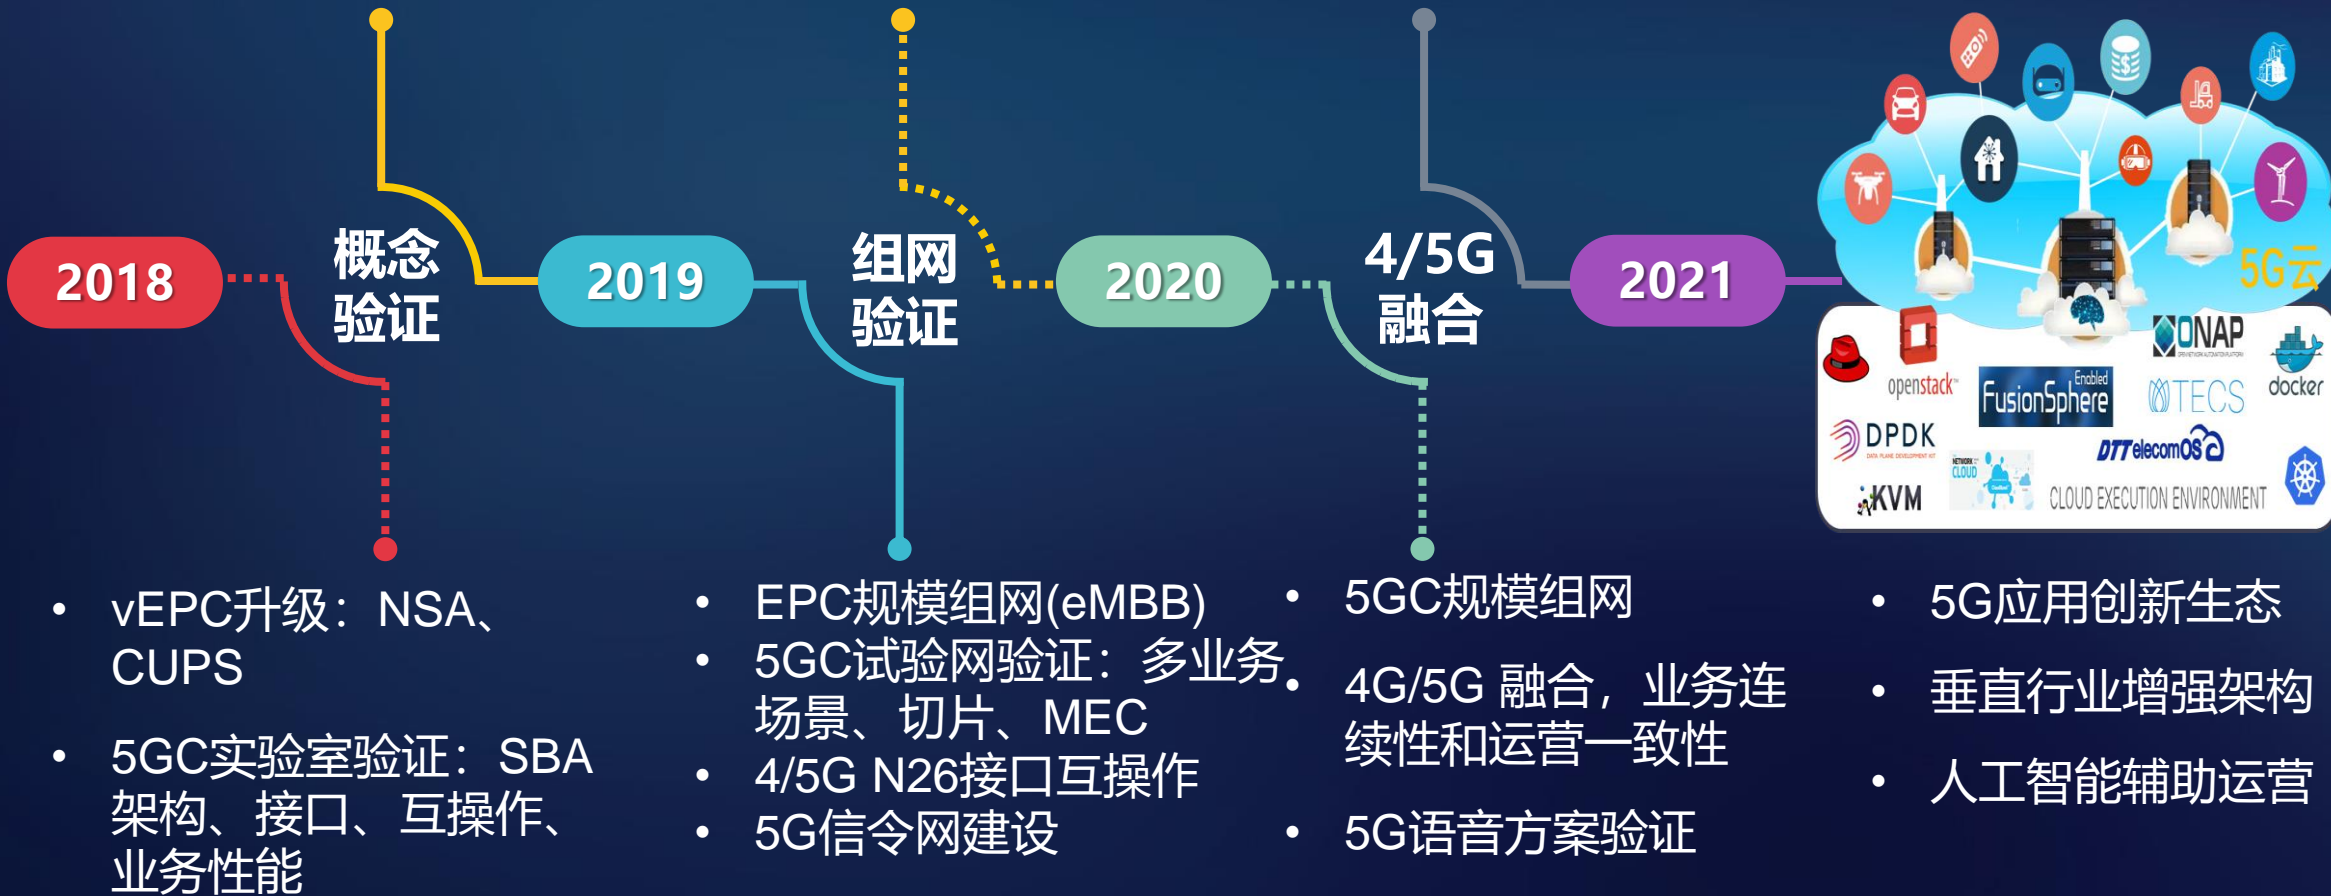 2018
概念
验证
2019
组网
验证
2020
4/5G
融合
2021
5G云
openstack
FusionSphere
Enabled
ONAP
TECS
docker
DPDK
DATA PLANE DEVELOPMENT KIT
DTTelecomOS
NETWORK
CLOUD
KVM
CLOUD EXECUTION ENVIRONMENT
• vEPC升级：NSA、
CUPS
• 5GC实验室验证：SBA
架构、接口、互操作、
业务性能
• EPC规模组网(eMBB)
• 5GC试验网验证：多业务
场景、切片、MEC
• 4/5G N26接口互操作
• 5G信令网建设
• 5GC规模组网
• 4G/5G 融合，业务连
续性和运营一致性
• 5G语音方案验证
• 5G应用创新生态
• 垂直行业增强架构
• 人工智能辅助运营